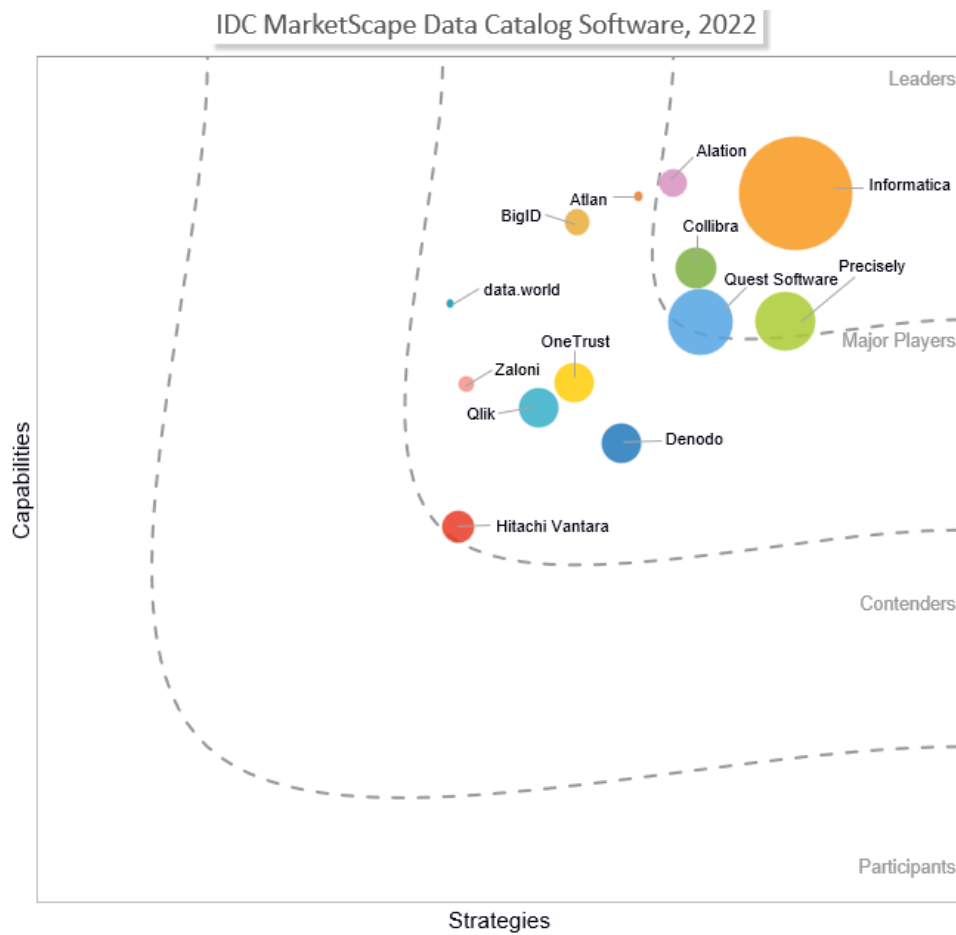 IDC MarketScape Data Catalog Software, 2022
Leaders
Alation
Informatica
Atlan
BigID
Collibra
Precisely
Quest Software
data.world
Major Players
OneTrust
Zaloni
Qlik
Denodo
Capabilities
Hitachi Vantara
Contenders
Participants
Strategies